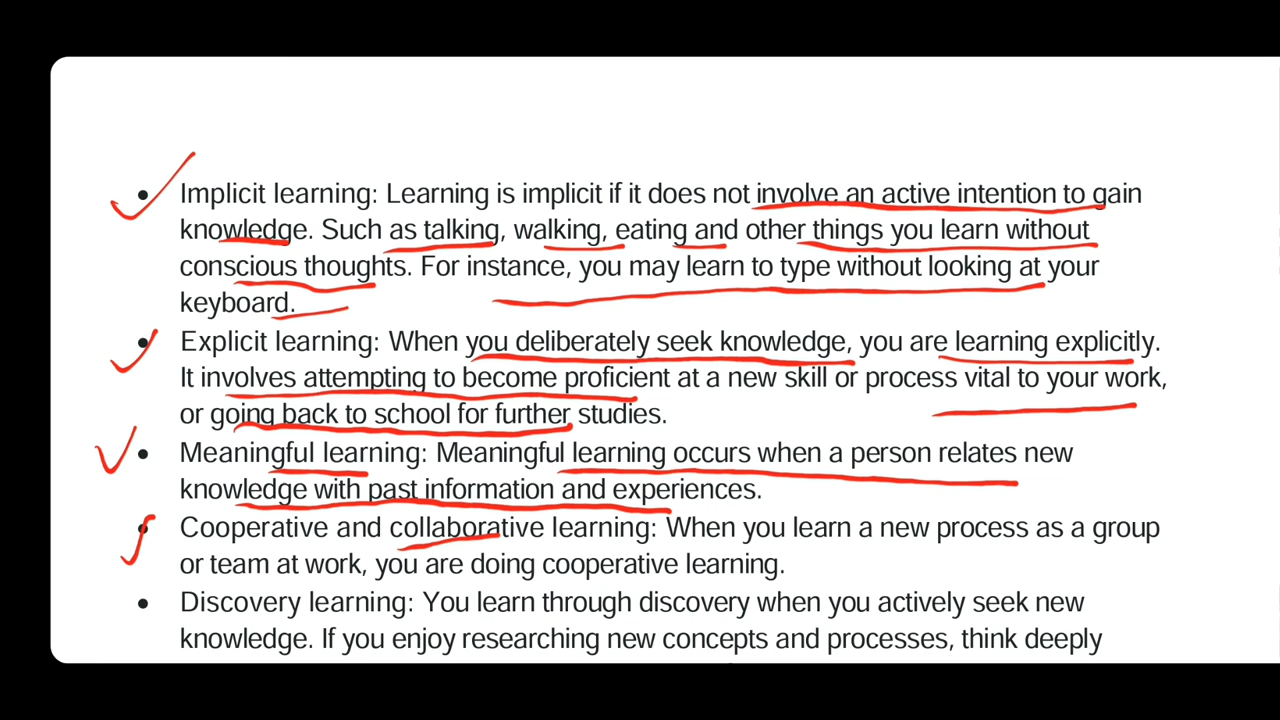 • Implicit learning: Learning is implicit if it does not involve an active intention to gain
knowledge. Such as talking, walking, eating and other things you learn without
conscious thoughts. For instance, you may learn to type without looking at your
keyboard.
• Explicit learning: When you deliberately seek knowledge, you are learning explicitly.
It involves attempting to become proficient at a new skill or process vital to your work,
or going back to school for further studies.
• Meaningful learning: Meaningful learning occurs when a person relates new
knowledge with past information and experiences.
• Cooperative and collaborative learning: When you learn a new process as a group
or team at work, you are doing cooperative learning.
• Discovery learning: You learn through discovery when you actively seek new
knowledge. If you enjoy researching new concepts and processes, think deeply